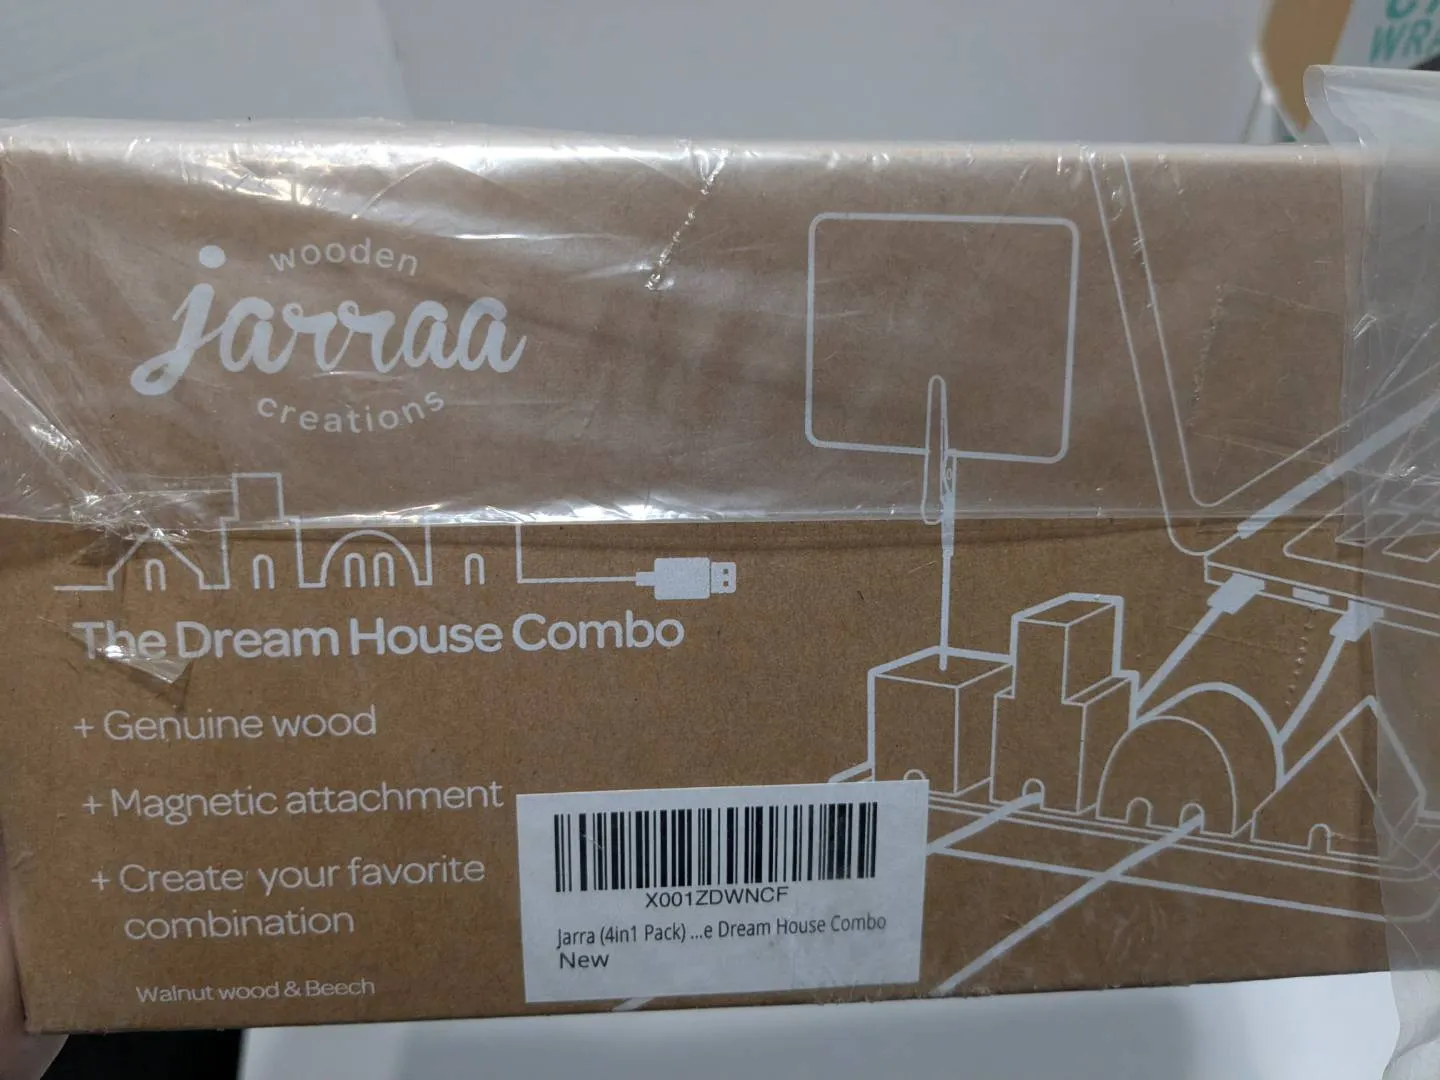 wooden
jarraa
creations
The Dream House Combo
+ Genuine wood
+ Magnetic attachment
+ Create your favorite
combination
Walnut wood & Beech
X001ZDWNCF
Jarra (4in1 Pack) ...e Dream House Combo
New